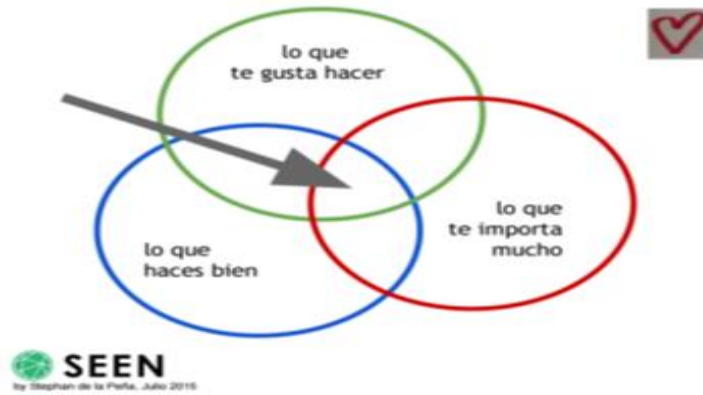 lo que
te gusta hacer
lo que
te importa
mucho
lo que
haces bien
SEEN
by Stephan de la Peña, Julio 2015